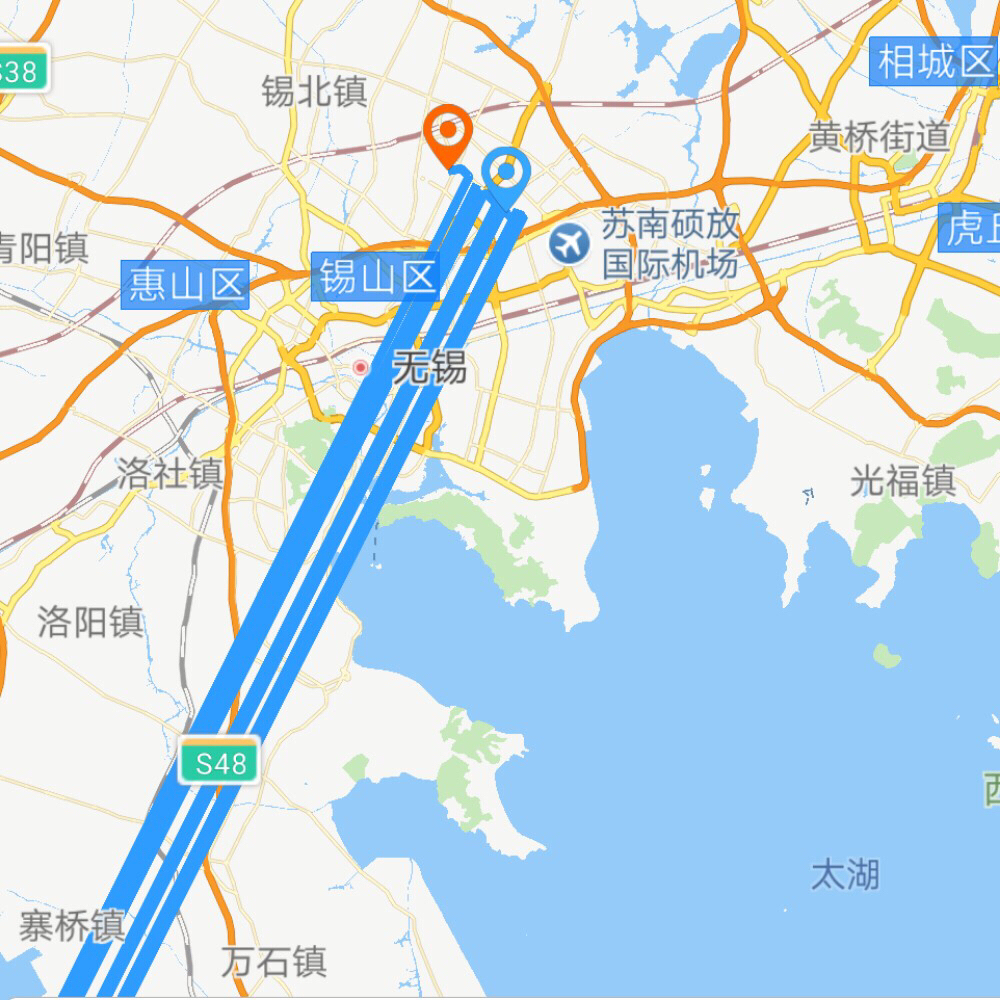 相城区
S38
锡北镇
黄桥街道
虎丘
苏南硕放
国际机场
青阳镇
惠山区
锡山区
无锡
洛社镇
光福镇
洛阳镇
S48
西
太湖
寨桥镇
万石镇